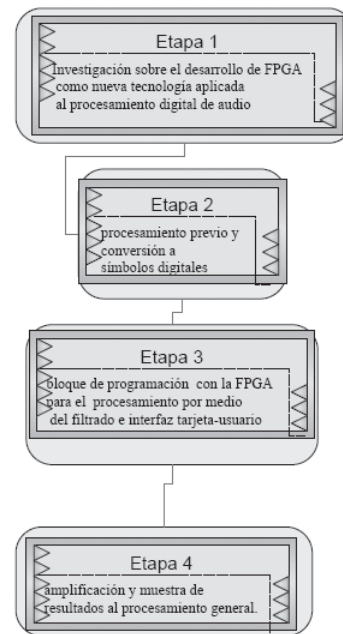 Etapa 1
Investigación sobre el desarrollo de FPGA
como nueva tecnología aplicada
al procesamiento digital de audio
Etapa 2
procesamiento previo y
conversión a
símbolos digitales
Etapa 3
bloque de programación con la FPGA
para el procesamiento por medio
del filtrado e interfaz tarjeta-usuario
Etapa 4
amplificación y muestra de
resultados al procesamiento general.